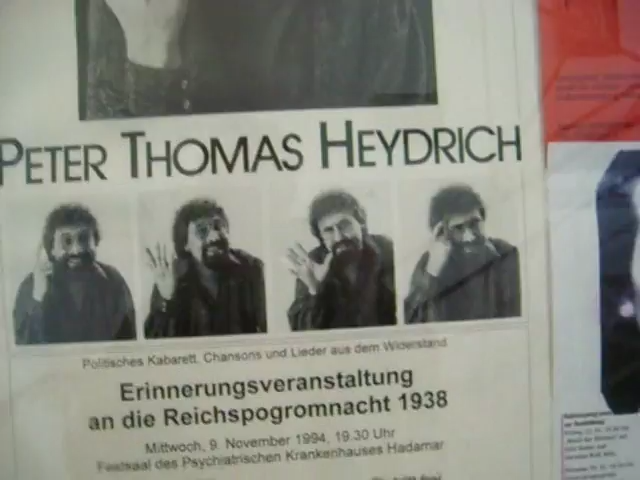 PETER THOMAS HEYDRICH
Politisches Kabarett, Chansons und Lieder aus dem Widerstand
Erinnerungsveranstaltung
an die Reichspogromnacht 1938
Mittwoch, 9. November 1994, 19.30 Uhr
Festsaal des Psychiatrischen Krankenhauses Hadamar